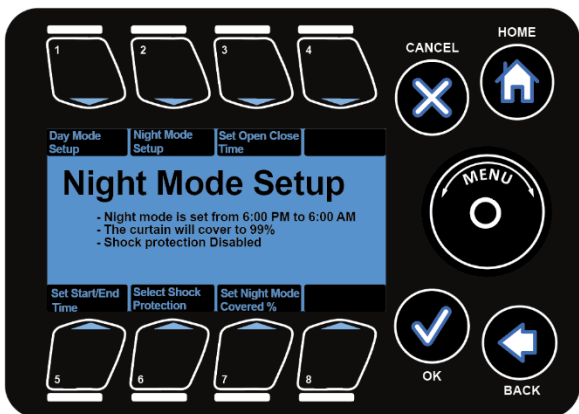 HOME
CANCEL
1
2
3
4
Day Mode Setup
Night Mode Setup
Set Open Close Time
MENU
Night Mode Setup
- Night mode is set from 6:00 PM to 6:00 AM
- The curtain will cover to 99%
- Shock protection Disabled
Set Start/End Time
Select Shock Protection
Set Night Mode Covered %
5
6
7
8
OK
BACK